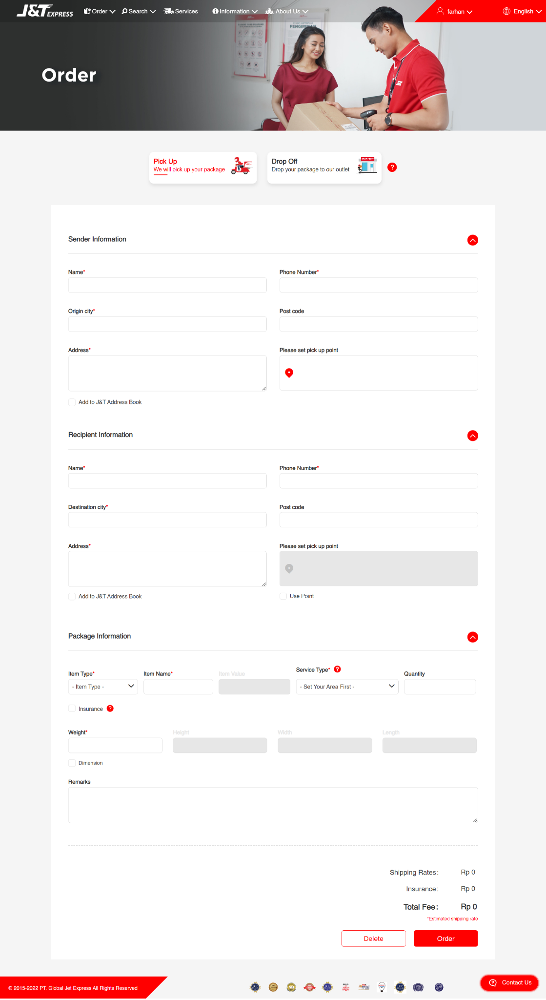 J&T EXPRESS
Order
Search
Services
Information
About Us
farhan
English
PENGIRIMAN
Order
Pick Up
We will pick up your package
DROP POINT
Drop Off
Drop your package to our outlet
?
Sender Information
Name*
Phone Number*
Origin city*
Post code
Address*
Please set pick up point
Add to J&T Address Book
Recipient Information
Name*
Phone Number*
Destination city*
Post code
Address*
Please set pick up point
Add to J&T Address Book
Use Point
Package Information
Item Type*
Item Name*
Item Value
Service Type* ?
Quantity
- Item Type -
- Set Your Area First -
Insurance ?
Weight*
Height
Width
Length
Dimension
Remarks
Shipping Rates: Rp 0
Insurance: Rp 0
Total Fee: Rp 0
*Estimated shipping rate
Delete
Order
© 2015-2022 PT. Global Jet Express All Rights Reserved
Contact Us